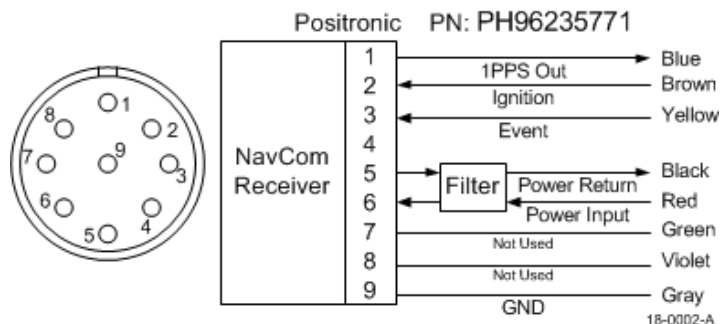 Positronic PN: PH96235771
1
2
3
4
5
6
7
8
9
NavCom
Receiver
1
2
3
4
5
6
7
8
9
1PPS Out
Ignition
Event
Filter
Power Return
Power Input
Not Used
Not Used
GND
Blue
Brown
Yellow
Black
Red
Green
Violet
Gray
18-0002-A